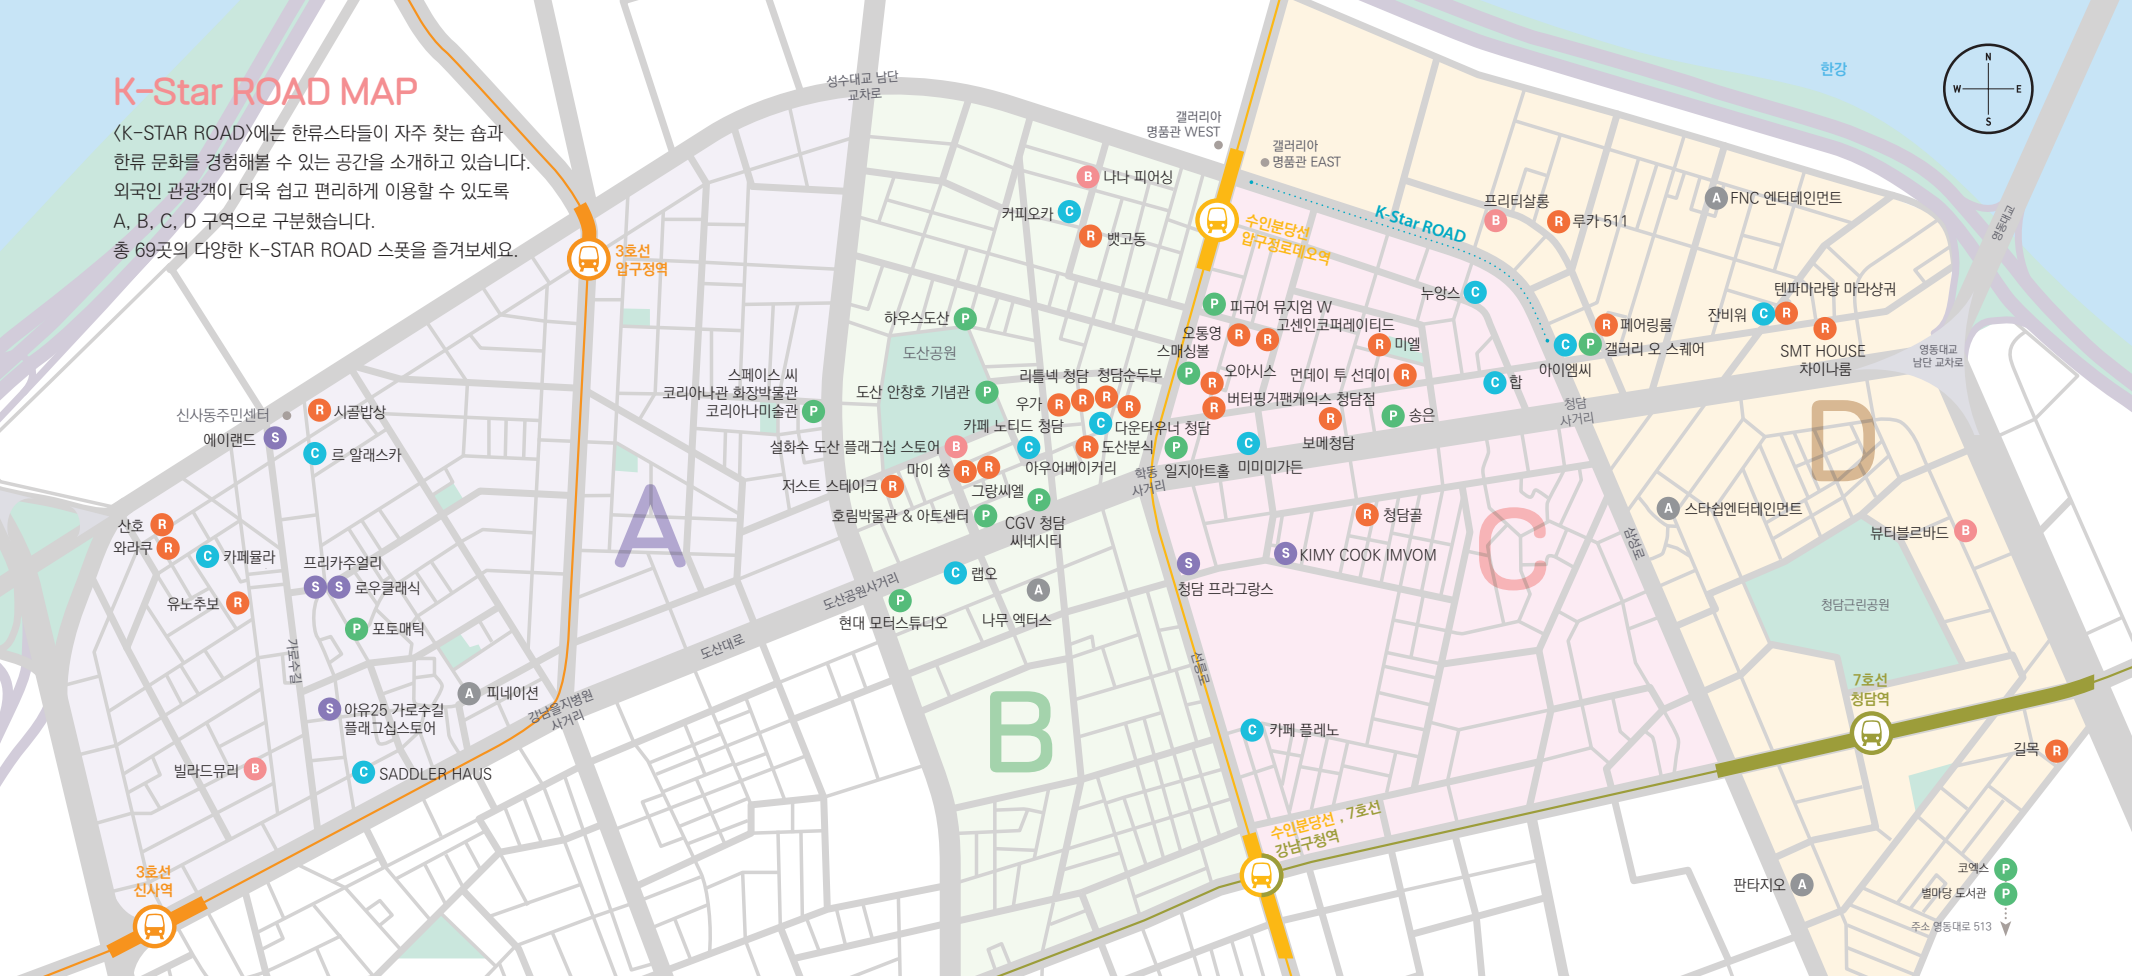 K-Star ROAD MAP
〈K-STAR ROAD〉에는 한류스타들이 자주 찾는 숍과
한류 문화를 경험해볼 수 있는 공간을 소개하고 있습니다.
외국인 관광객이 더욱 쉽고 편리하게 이용할 수 있도록
A, B, C, D 구역으로 구분했습니다.
총 69곳의 다양한 K-STAR ROAD 스폿을 즐겨보세요.
한강
N
W E
S
성수대교 남단
교차로
갤러리아
명품관 WEST
갤러리아
명품관 EAST
3호선
압구정역
수인분당선
압구정로데오역
K-Star ROAD
영동대교
영동대교
남단 교차로
B 나나 피어싱
커피오카 C
R 뱃고동
프리티살롱
B
R 루카 511
A FNC 엔터테인먼트
누앙스 C
P 피규어 뮤지엄 W
고센인코퍼레이티드
오통영 R R
스매싱볼
P
R 오아시스
R 미엘
먼데이 투 선데이 R
R 버터핑거팬케익스 청담점
R
보메청담
P 송은
C 합
R 페어링룸
C P 갤러리 오 스퀘어
아이엠씨
텐파마라탕 마라샹궈
잔비워 C R
R
SMT HOUSE
차이나룸
청담
사거리
D
하우스도산 P
도산공원
도산 안창호 기념관 P
스페이스 씨
코리아나관 화장박물관
코리아나미술관 P
리틀넥 청담 청담순두부
우가 R R R R
카페 노티드 청담 C
C 다운타우너 청담
R 도산분식
아우어베이커리
설화수 도산 플래그십 스토어 B
마이 쏭 R R
그랑씨엘
저스트 스테이크 R
호림박물관 & 아트센터 P
P
CGV 청담
씨네시티
P
일지아트홀
C
미미미가든
학동
사거리
신사동주민센터
R 시골밥상
에이랜드 S
C 르 알래스카
A
산호 R
와라쿠 R
C 카페뮬라
프리카주얼리
S S 로우클래식
유노추보 R
P 포토매틱
가로수길
A 피네이션
S 아유25 가로수길
플래그십스토어
빌라드뮤리 B
C SADDLER HAUS
강남을지병원
사거리
도산대로
도산공원사거리
3호선
신사역
C 랩오
P
현대 모터스튜디오
A
나무 엑터스
B
S
청담 프라그랑스
S KIMY COOK IMVOM
R 청담골
C
삼성로
A 스타쉽엔터테인먼트
뷰티블르바드 B
청담근린공원
선릉로
C 카페 플레노
7호선
청담역
길목 R
수인분당선 , 7호선
강남구청역
판타지오 A
코엑스 P
별마당 도서관 P
주소 영동대로 513